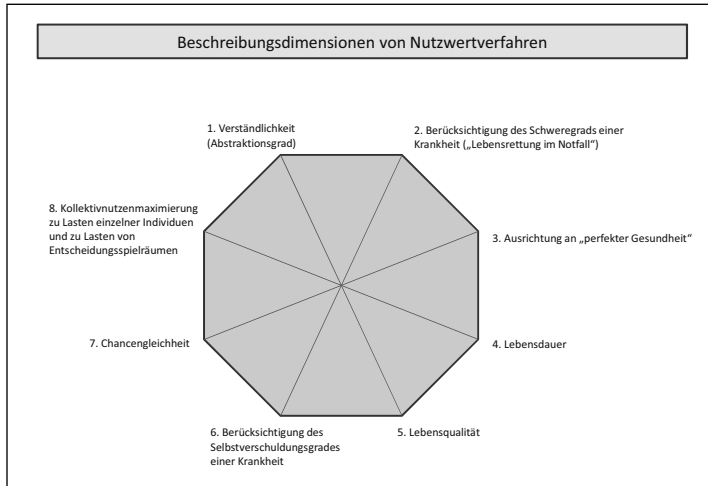 Beschreibungsdimensionen von Nutzwertverfahren
1. Verständlichkeit
(Abstraktionsgrad)
2. Berücksichtigung des Schweregrads einer
Krankheit („Lebensrettung im Notfall“)
3. Ausrichtung an „perfekter Gesundheit“
4. Lebensdauer
5. Lebensqualität
6. Berücksichtigung des
Selbstverschuldungsgrades
einer Krankheit
7. Chancengleichheit
8. Kollektivnutzenmaximierung
zu Lasten einzelner Individuen
und zu Lasten von
Entscheidungsspielräumen